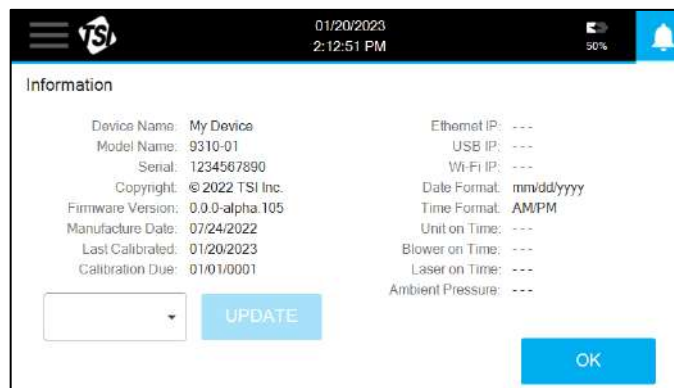 TSI
01/20/2023
2:12:51 PM
50%
Information
Device Name: My Device
Model Name: 9310-01
Serial: 1234567890
Copyright: © 2022 TSI Inc.
Firmware Version: 0.0.0-alpha.105
Manufacture Date: 07/24/2022
Last Calibrated: 01/20/2023
Calibration Due: 01/01/0001
Ethernet IP: ---
USB IP: ---
Wi-Fi IP: ---
Date Format: mm/dd/yyyy
Time Format: AM/PM
Unit on Time: ---
Blower on Time: ---
Laser on Time: ---
Ambient Pressure: ---
UPDATE
OK